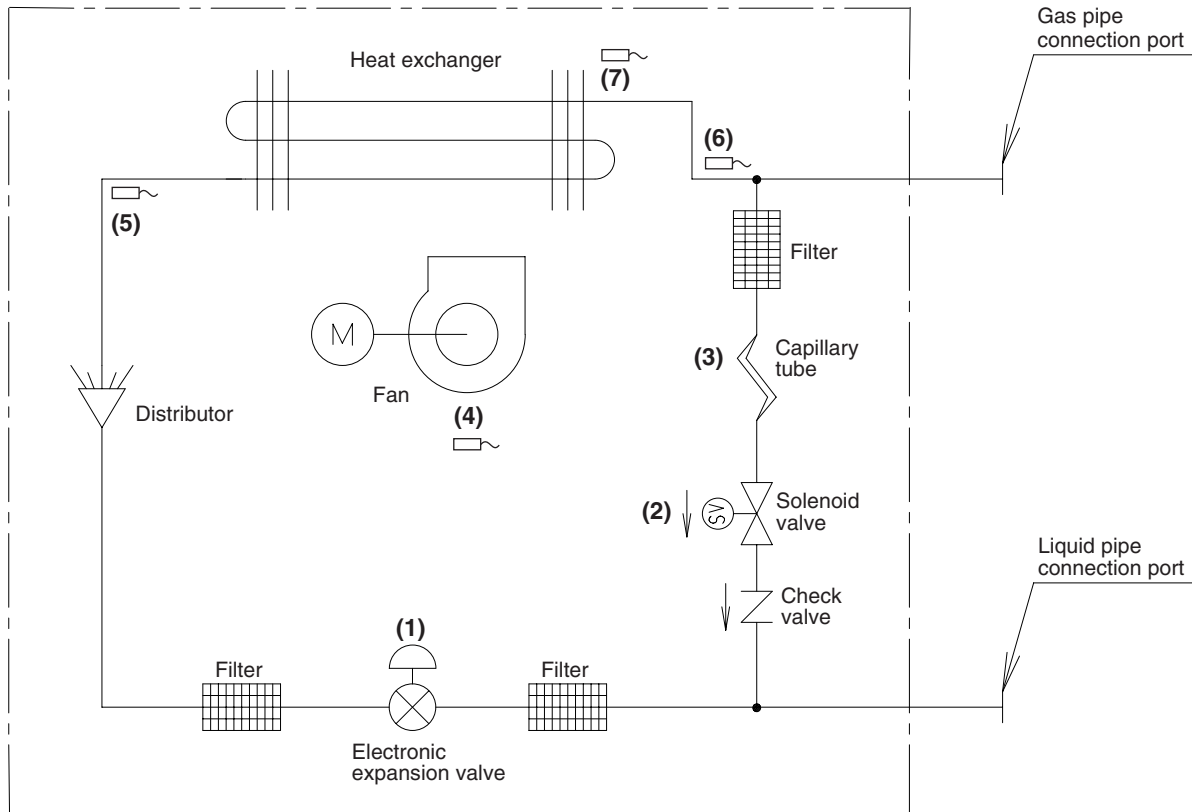 Gas pipe
connection port
Heat exchanger
(7)
(6)
(5)
Filter
M
Fan
(3)
Capillary
tube
Distributor
(4)
(2)
SV
Solenoid
valve
Liquid pipe
connection port
Check
valve
(1)
Filter
Filter
Electronic
expansion valve